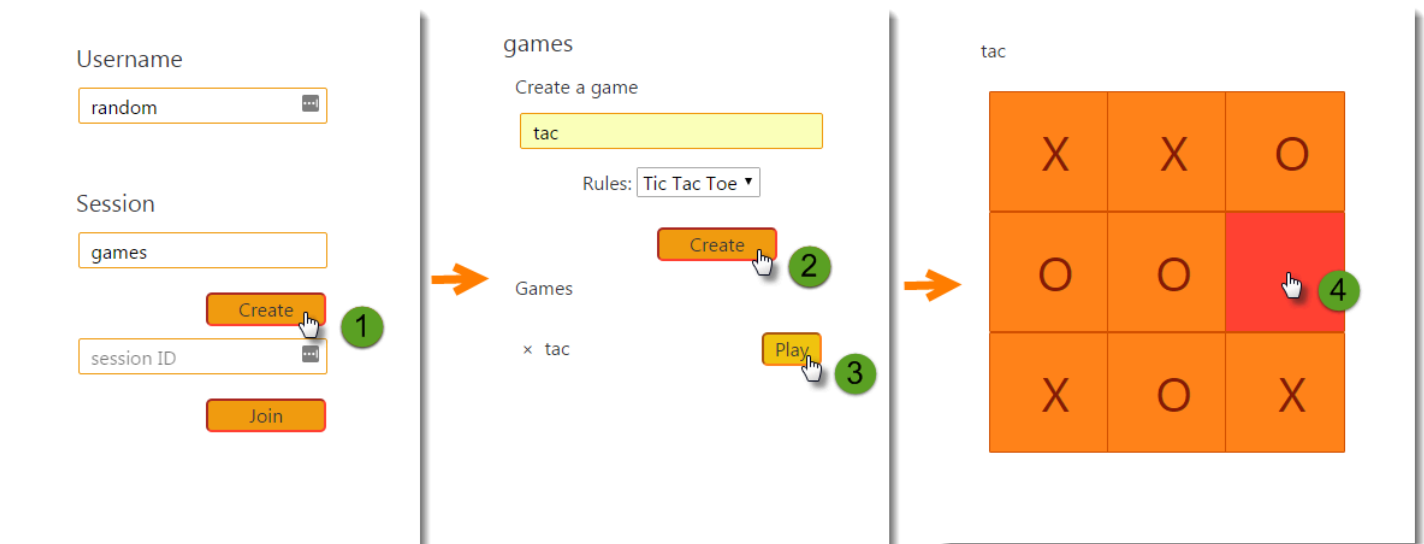 Username
random
Session
games
Create
1
session ID
Join
games
Create a game
tac
Rules: Tic Tac Toe
Create
2
Games
× tac Play
3
tac
X X O
O O
4
X O X